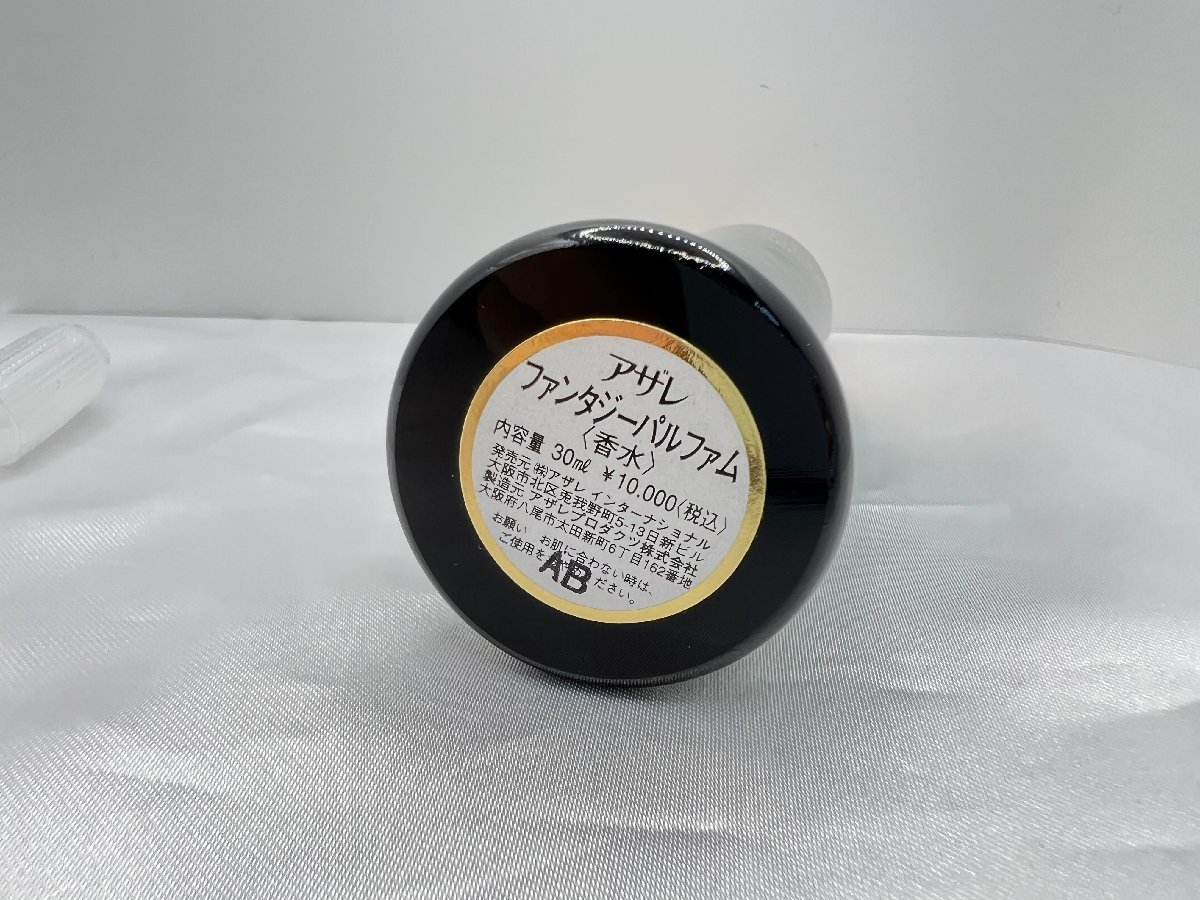 アザレ
ファンタジーパルファム
〈香水〉
内容量 30ml ¥10,000〈税込〉
発売元 ㈱アザレ インターナショナル
大阪市北区兎我野町5-13日新ビル
製造元 アザレプロダクツ株式会社
大阪府八尾市太田新町6丁目162番地
お願い お肌に合わない時は、
ご使用を ださい。
AB